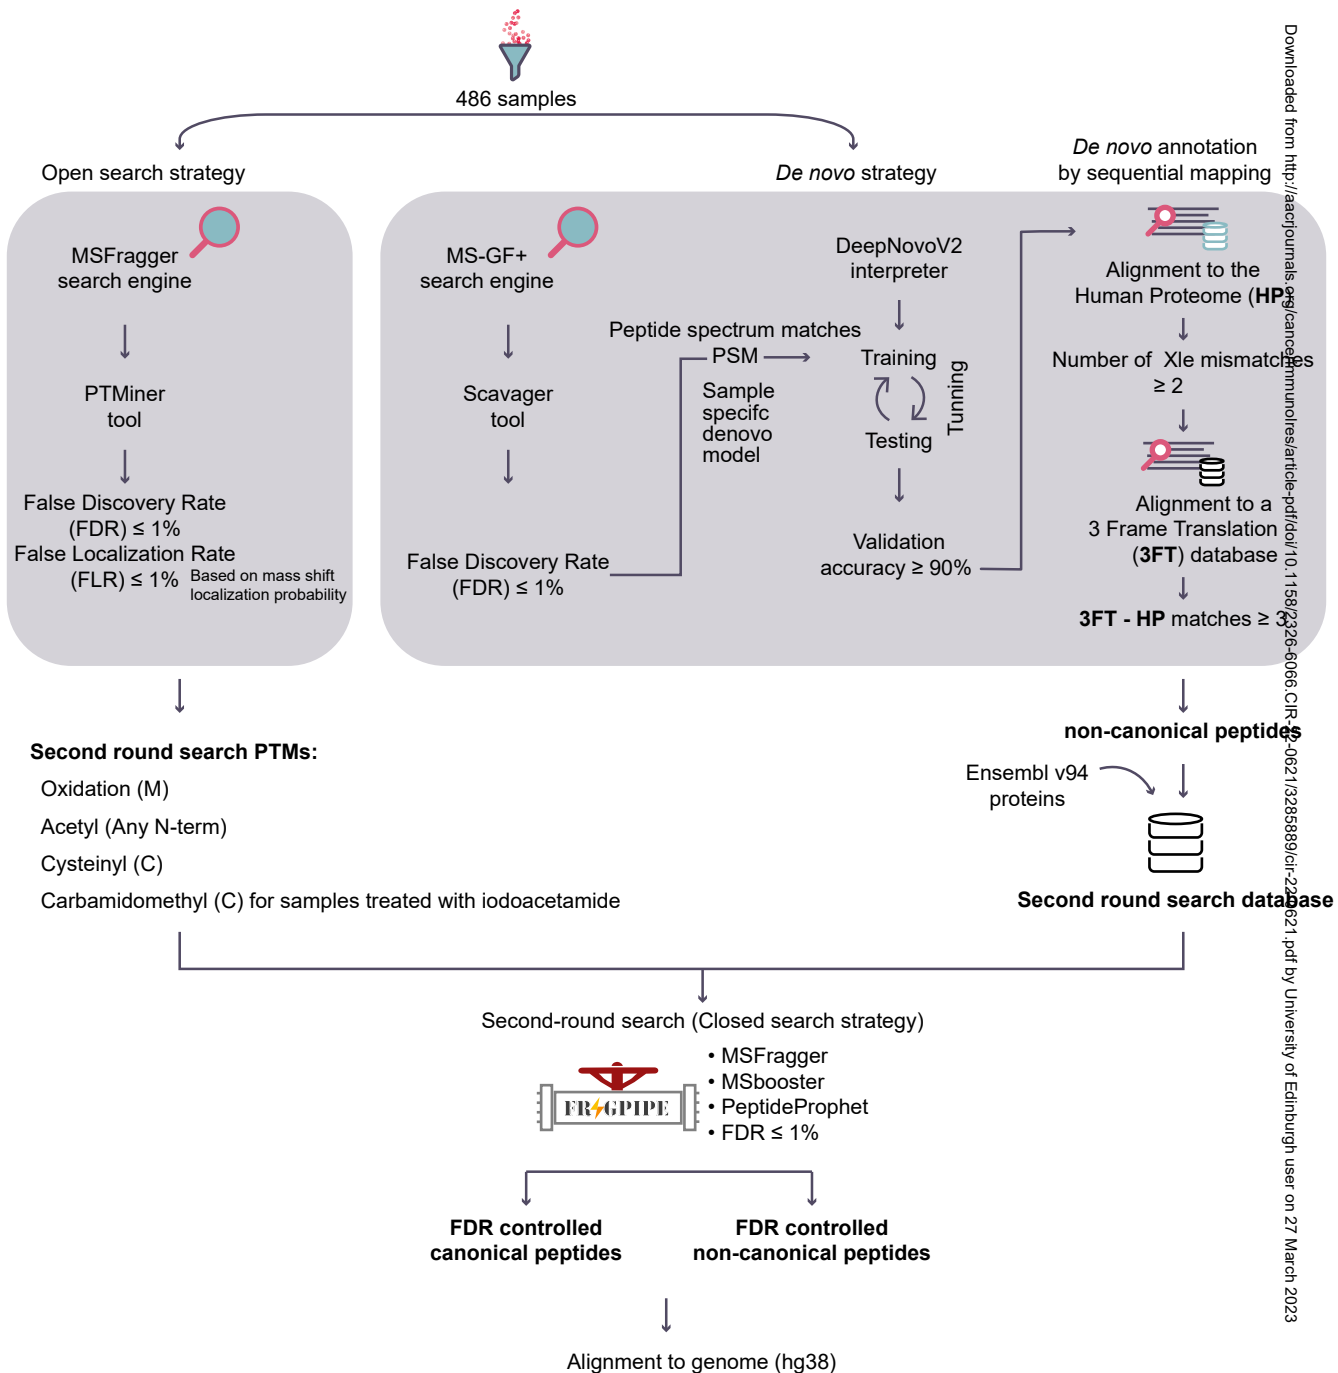 486 samples
Open search strategy
De novo strategy
De novo annotation
by sequential mapping
MSFragger
search engine
PTMiner
tool
False Discovery Rate
(FDR) ≤ 1%
False Localization Rate
(FLR) ≤ 1%
Based on mass shift
localization probability
MS-GF+
search engine
Scavager
tool
False Discovery Rate
(FDR) ≤ 1%
Peptide spectrum matches
PSM
Sample
specifc
denovo
model
DeepNovoV2
interpreter
Training
Testing
Tunning
Validation
accuracy ≥ 90%
Alignment to the
Human Proteome (HP)
Number of Xle mismatches
≥ 2
Alignment to a
3 Frame Translation
(3FT) database
3FT - HP matches ≥ 3
non-canonical peptides
Ensembl v94
proteins
Second round search database
Second round search PTMs:
Oxidation (M)
Acetyl (Any N-term)
Cysteinyl (C)
Carbamidomethyl (C) for samples treated with iodoacetamide
Second-round search (Closed search strategy)
FRAGPIPE
• MSFragger
• MSbooster
• PeptideProphet
• FDR ≤ 1%
FDR controlled
canonical peptides
FDR controlled
non-canonical peptides
Alignment to genome (hg38)
Downloaded from http://aacrjournals.org/cancerimmunolres/article-pdf/doi/10.1158/2326-6066.CIR-22-0621/3285889/cir-22-0621.pdf by University of Edinburgh user on 27 March 2023